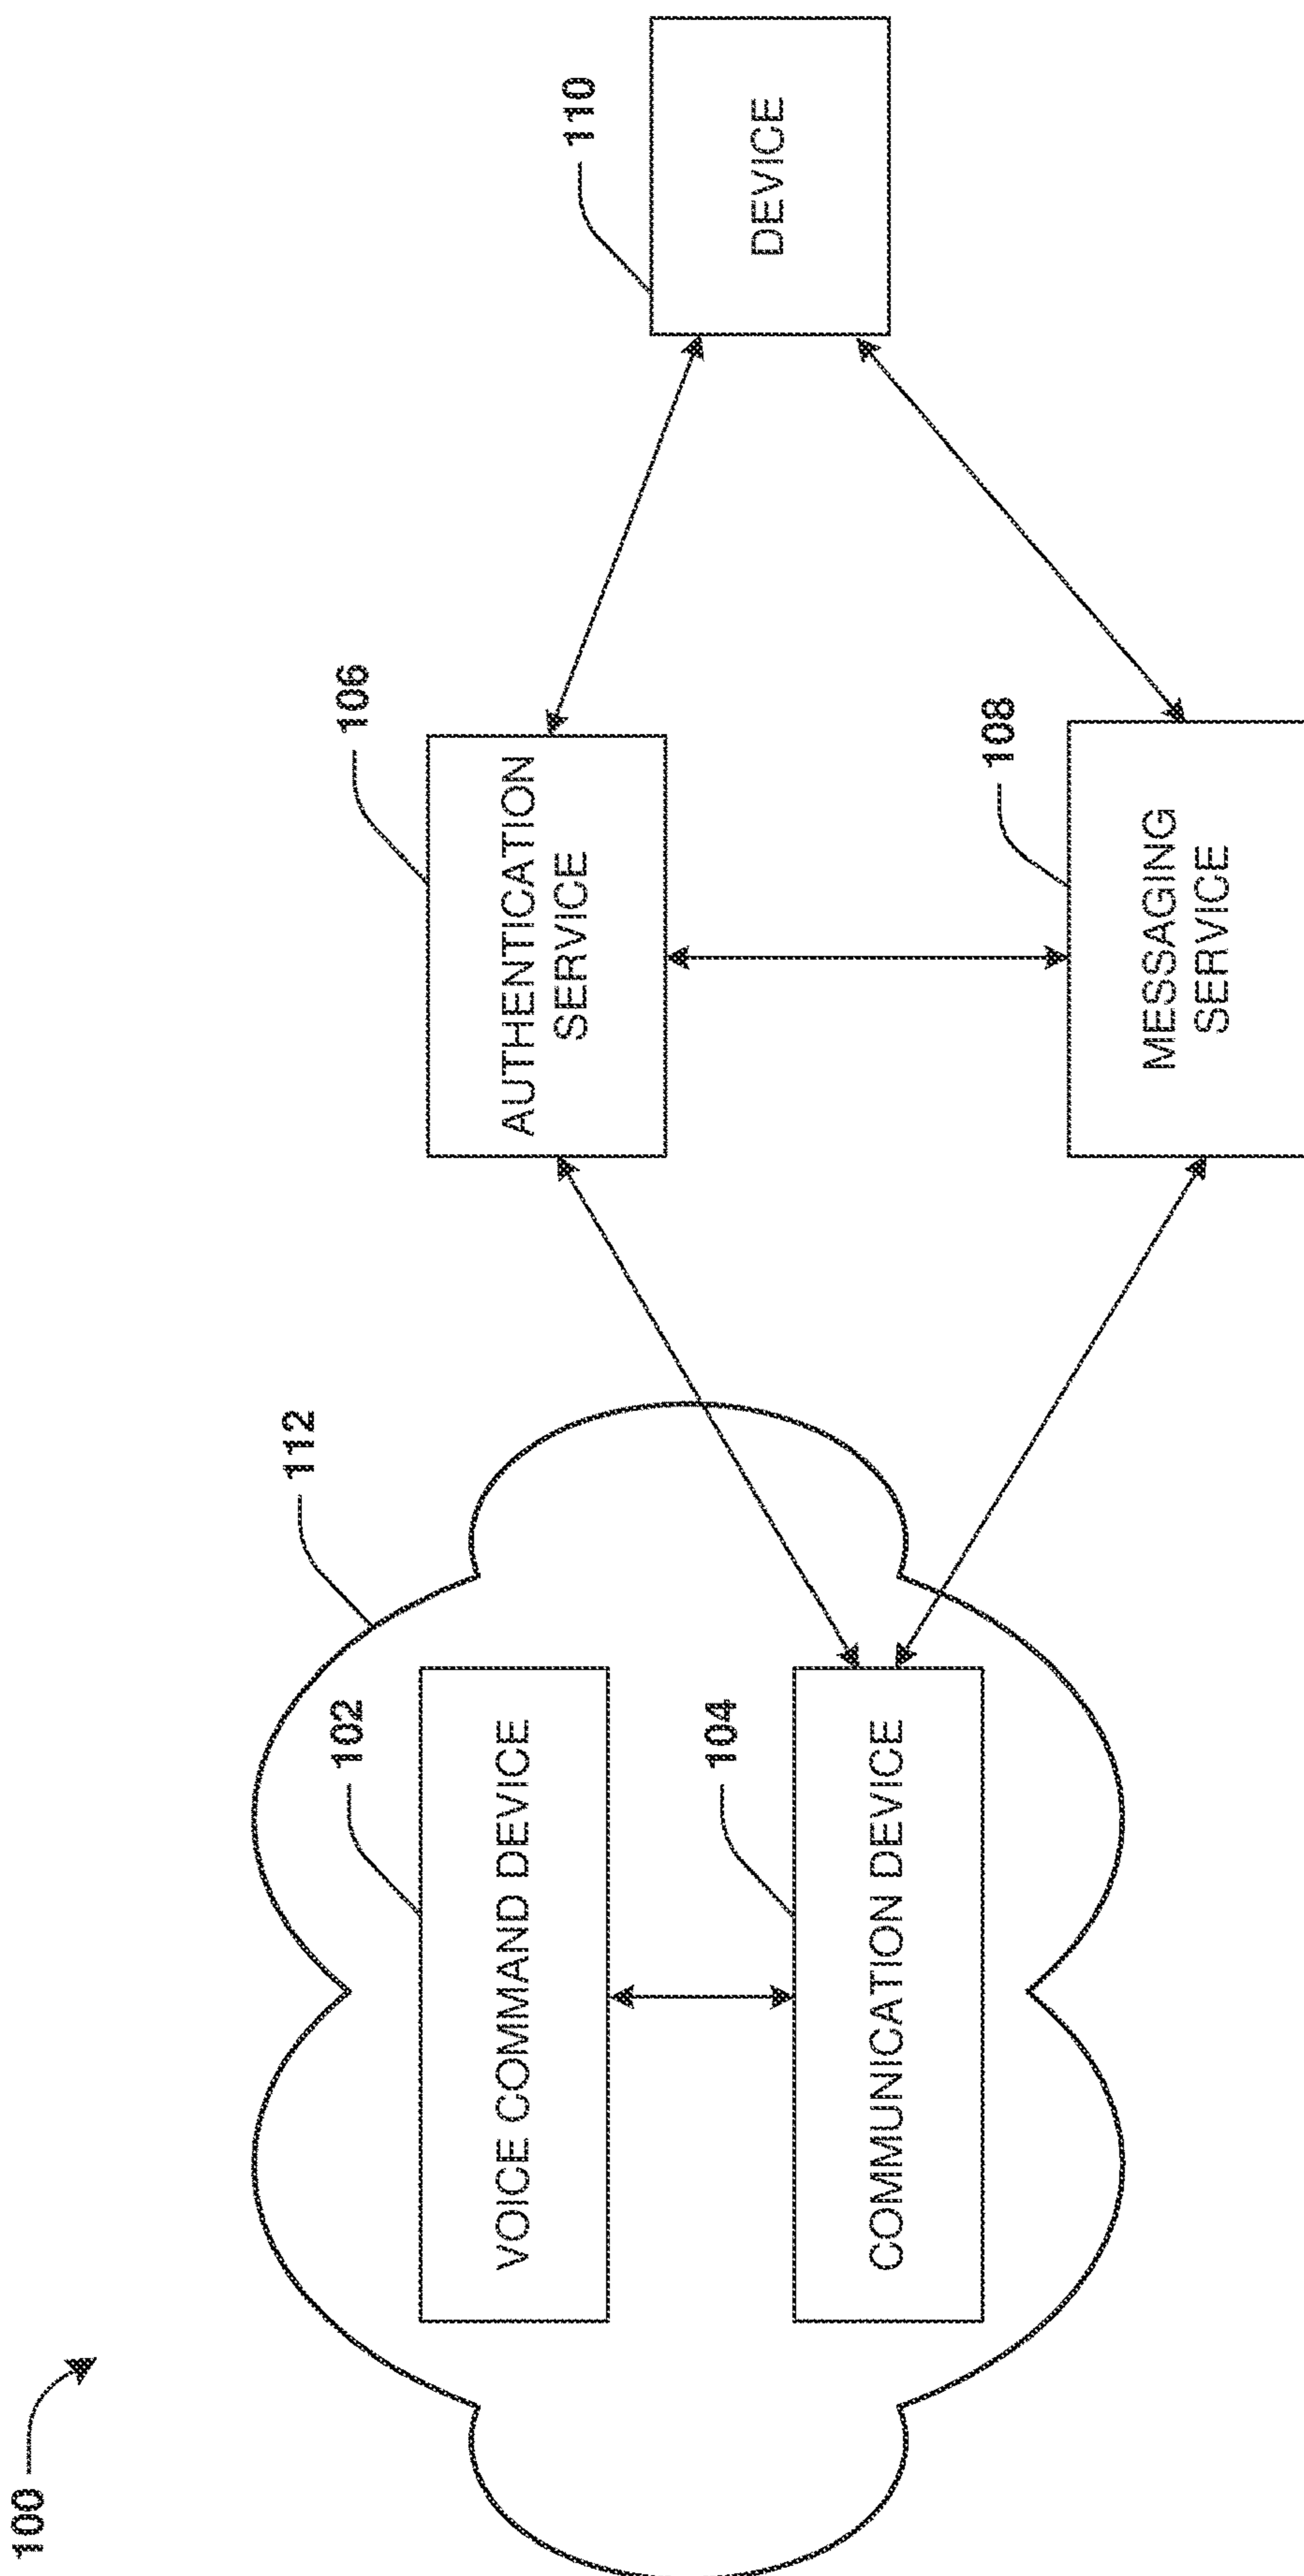 100
112
102
VOICE COMMAND DEVICE
104
COMMUNICATION DEVICE
106
AUTHENTICATION
SERVICE
108
MESSAGING
SERVICE
110
DEVICE